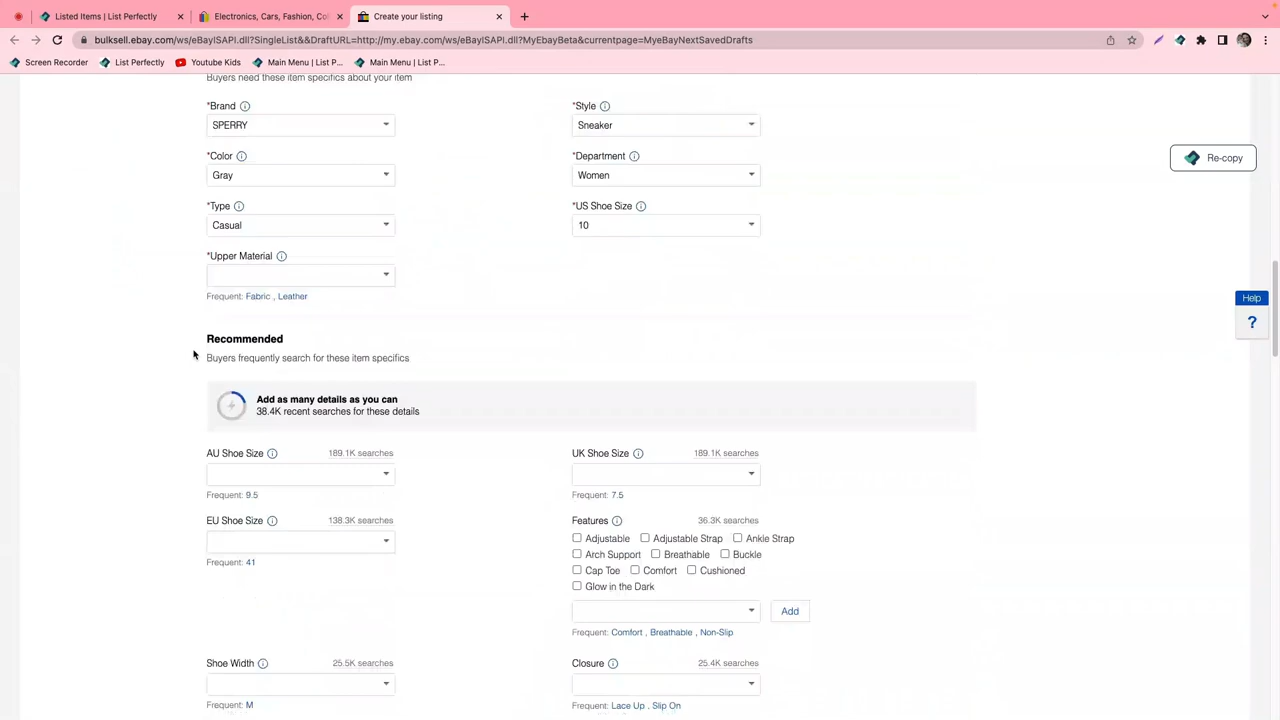 Listed Items | List Perfectly
Electronics, Cars, Fashion, Co
Create your listing
bulksell.ebay.com/ws/eBayISAPI.dll?SingleList&&DraftURL=http://my.ebay.com/ws/eBayISAPI.dll?MyEbayBeta&currentpage=MyeBayNextSavedDrafts
Screen Recorder
List Perfectly
Youtube Kids
Main Menu | List P...
Main Menu | List P...
Buyers need these item specifics about your item
*Brand
*Style
SPERRY
Sneaker
Re-copy
*Color
*Department
Gray
Women
*Type
*US Shoe Size
Casual
10
*Upper Material
Frequent: Fabric , Leather
Help
?
Recommended
Buyers frequently search for these item specifics
Add as many details as you can
38.4K recent searches for these details
AU Shoe Size 189.1K searches
UK Shoe Size 189.1K searches
Frequent: 9.5
Frequent: 7.5
EU Shoe Size 138.3K searches
Features 36.3K searches
Adjustable Adjustable Strap Ankle Strap
Arch Support Breathable Buckle
Frequent: 41
Cap Toe Comfort Cushioned
Glow in the Dark
Add
Frequent: Comfort , Breathable , Non-Slip
Shoe Width 25.5K searches
Closure 25.4K searches
Frequent: M
Frequent: Lace Up , Slip On